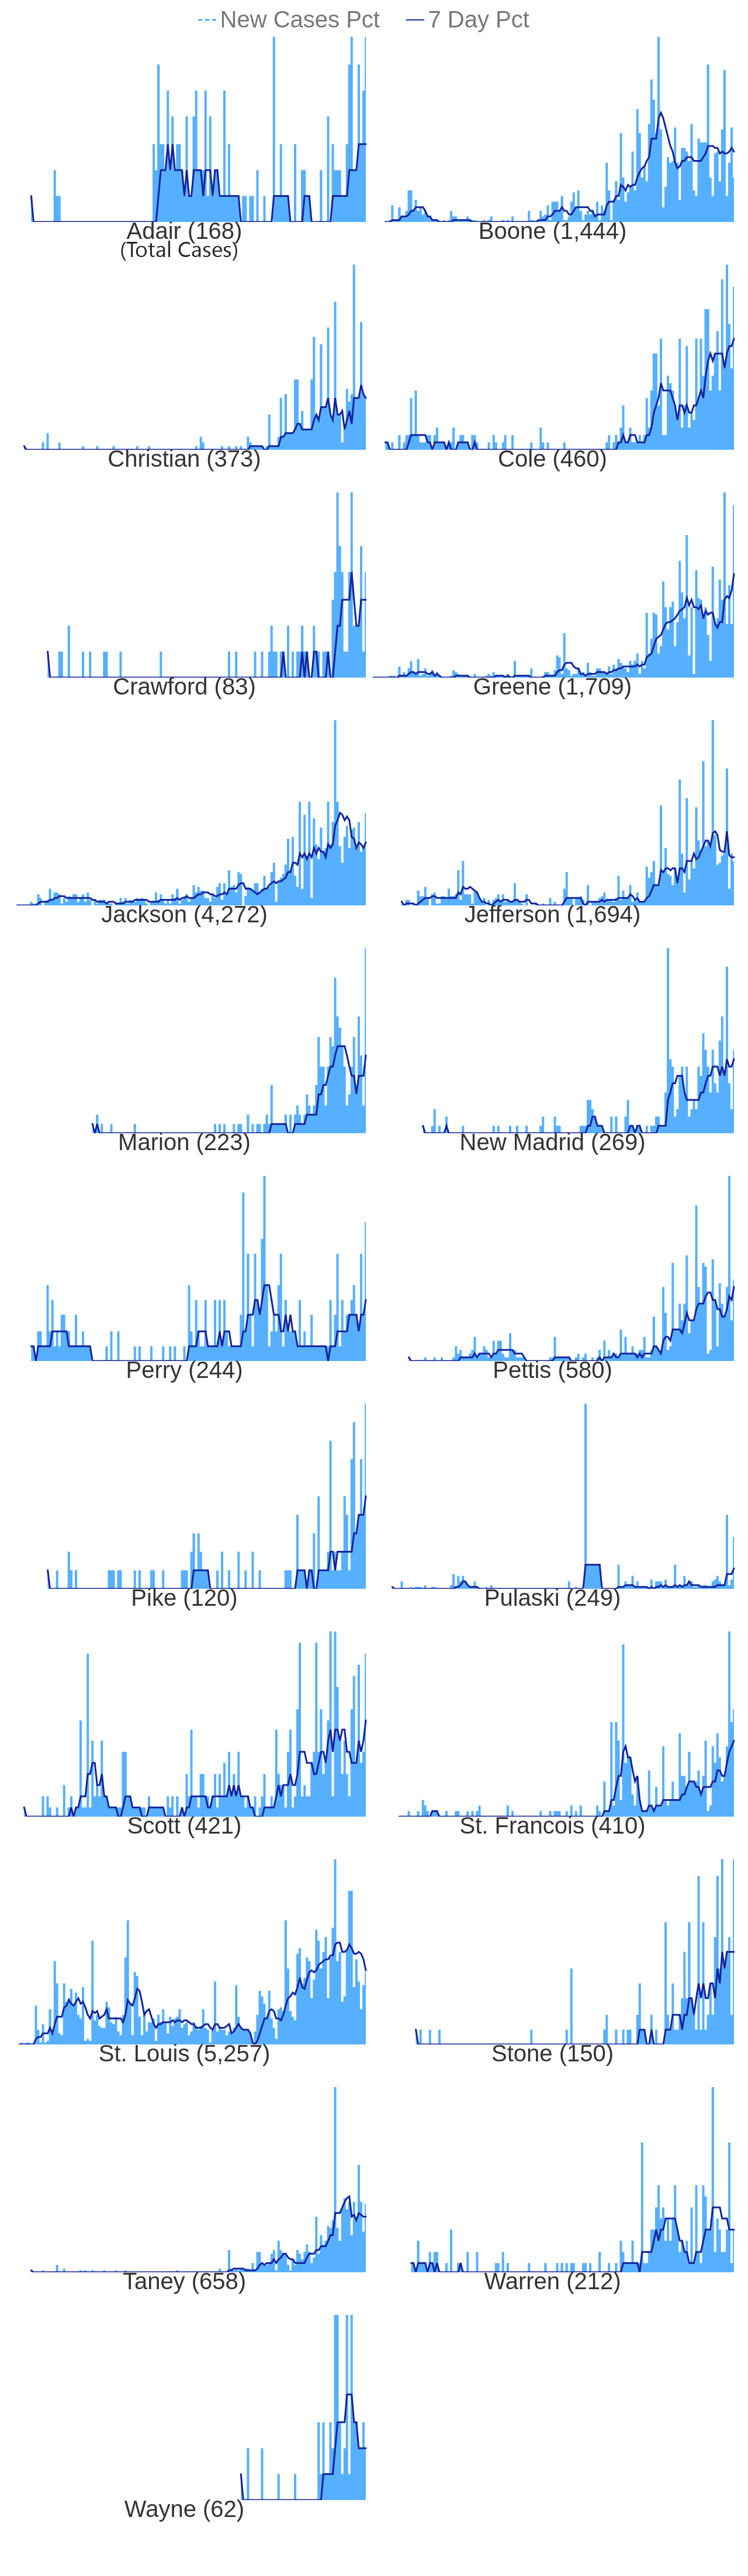 New Cases Pct 7 Day Pct
Adair (168) Boone (1,444)
(Total Cases)
Christian (373) Cole (460)
Crawford (83) Greene (1,709)
Jackson (4,272) Jefferson (1,694)
Marion (223) New Madrid (269)
Perry (244) Pettis (580)
Pike (120) Pulaski (249)
Scott (421) St. Francois (410)
St. Louis (5,257) Stone (150)
Taney (658) Warren (212)
Wayne (62)